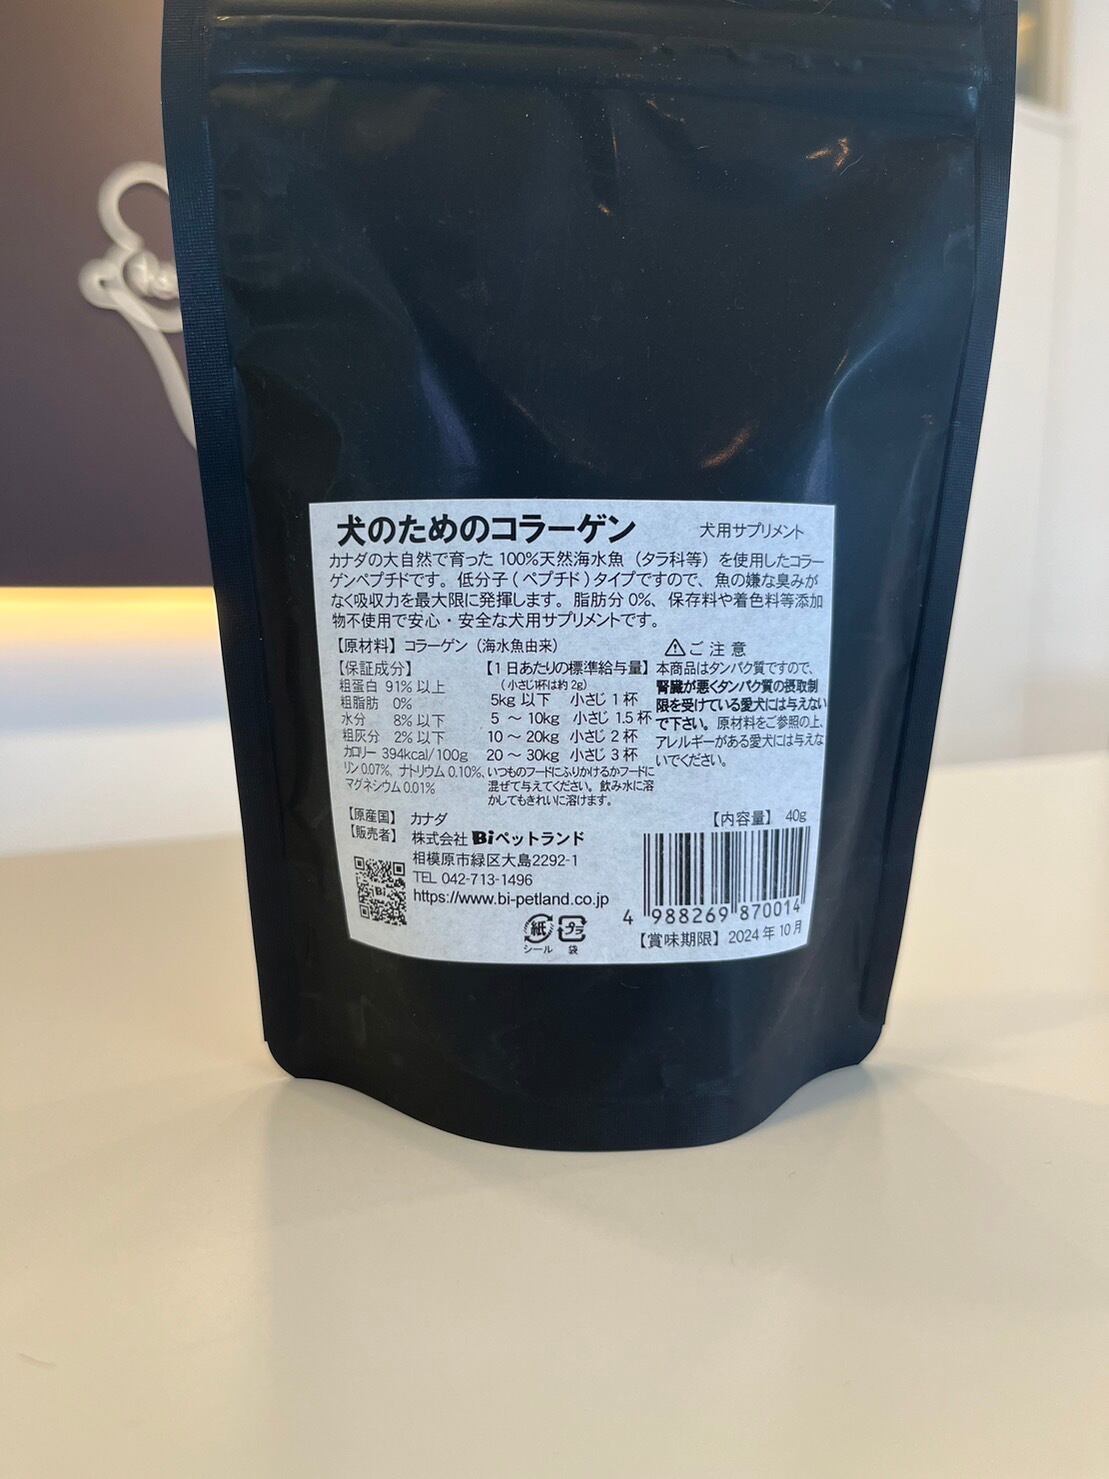 犬のためのコラーゲン 犬用サプリメント
カナダの大自然で育った 100%天然海水魚（タラ科等）を使用したコラー
ゲンペプチドです。低分子(ペプチド)タイプですので、魚の嫌な臭みが
なく吸収力を最大限に発揮します。脂肪分0%、保存料や着色料等添加
物不使用で安心・安全な犬用サプリメントです。
【原材料】コラーゲン（海水魚由来）
【保証成分】
粗蛋白 91%以上
粗脂肪 0%
水分 8%以下
粗灰分 2%以下
カロリー 394kcal/100g
リン0.07%、ナトリウム0.10%、
マグネシウム0.01%
【1日あたりの標準給与量】
（小さじ1杯は約2g）
5kg以下 小さじ1杯
5 〜 10kg 小さじ1.5杯
10 〜 20kg 小さじ2杯
20 〜 30kg 小さじ3杯
いつものフードにふりかけるかフードに
混ぜて与えてください。飲み水に溶
かしてもきれいに溶けます。
⚠ご注意
本商品はタンパク質ですので、
腎臓が悪くタンパク質の摂取制
限を受けている愛犬には与えない
で下さい。原材料をご参照の上、
アレルギーがある愛犬には与えな
いでください。
【原産国】 カナダ
【販売者】 株式会社 Biペットランド
相模原市緑区大島2292-1
TEL 042-713-1496
https://www.bi-petland.co.jp
Bi
紙
シール
プラ
袋
【内容量】 40g
4 988269 870014
【賞味期限】2024年10月